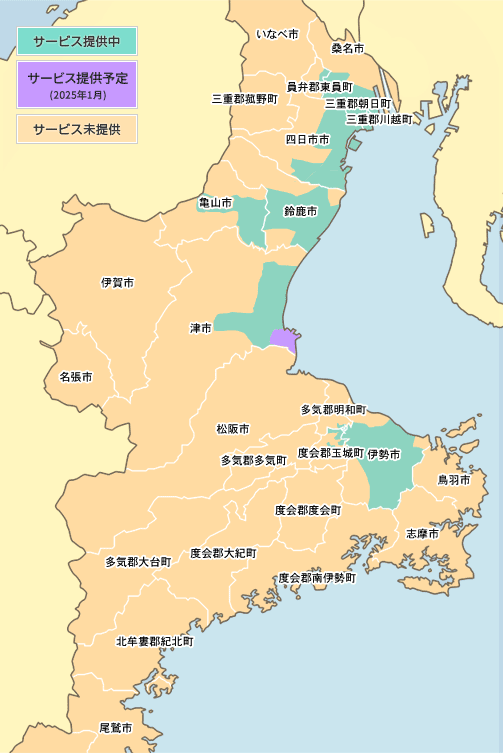 サービス提供中
サービス提供予定
(2025年1月)
サービス未提供
いなべ市
桑名市
員弁郡東員町
三重郡菰野町
三重郡朝日町
三重郡川越町
四日市市
亀山市
鈴鹿市
伊賀市
津市
名張市
多気郡明和町
松阪市
度会郡玉城町
伊勢市
多気郡多気町
鳥羽市
度会郡度会町
志摩市
度会郡大紀町
多気郡大台町
度会郡南伊勢町
北牟婁郡紀北町
尾鷲市